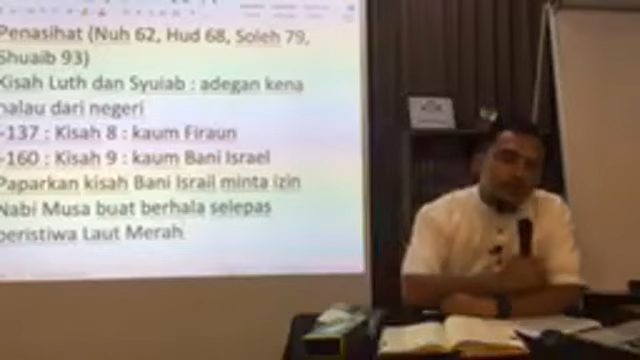 Penasihat (Nuh 62, Hud 68, Soleh 79,
Shuaib 93)
Kisah Luth dan Syuiab : adegan kena
halau dari negeri
-137 : Kisah 8 : kaum Firaun
-160 : Kisah 9 : kaum Bani Israel
Paparkan kisah Bani Israil minta izin
Nabi Musa buat berhala selepas
peristiwa Laut Merah